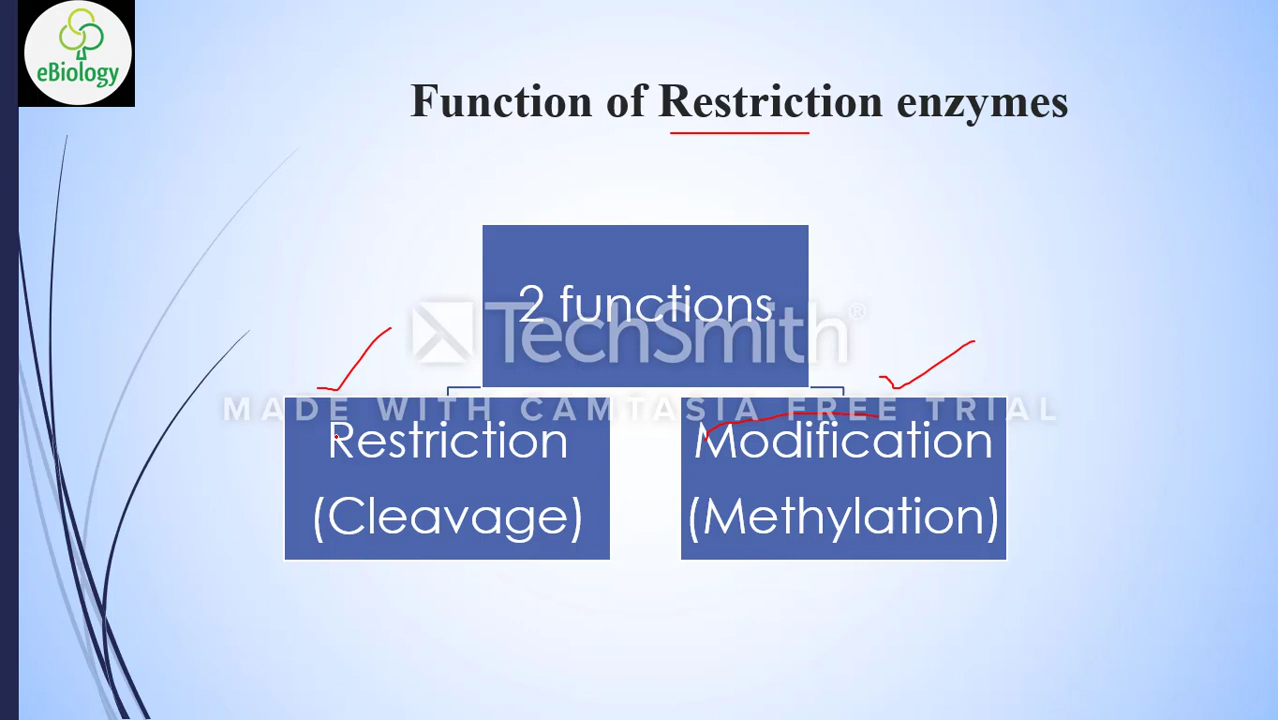 eBiology
Function of Restriction enzymes
2 functions
TechSmith®
MADE WITH CAMTASIA FREE TRIAL
Restriction
(Cleavage)
Modification
(Methylation)